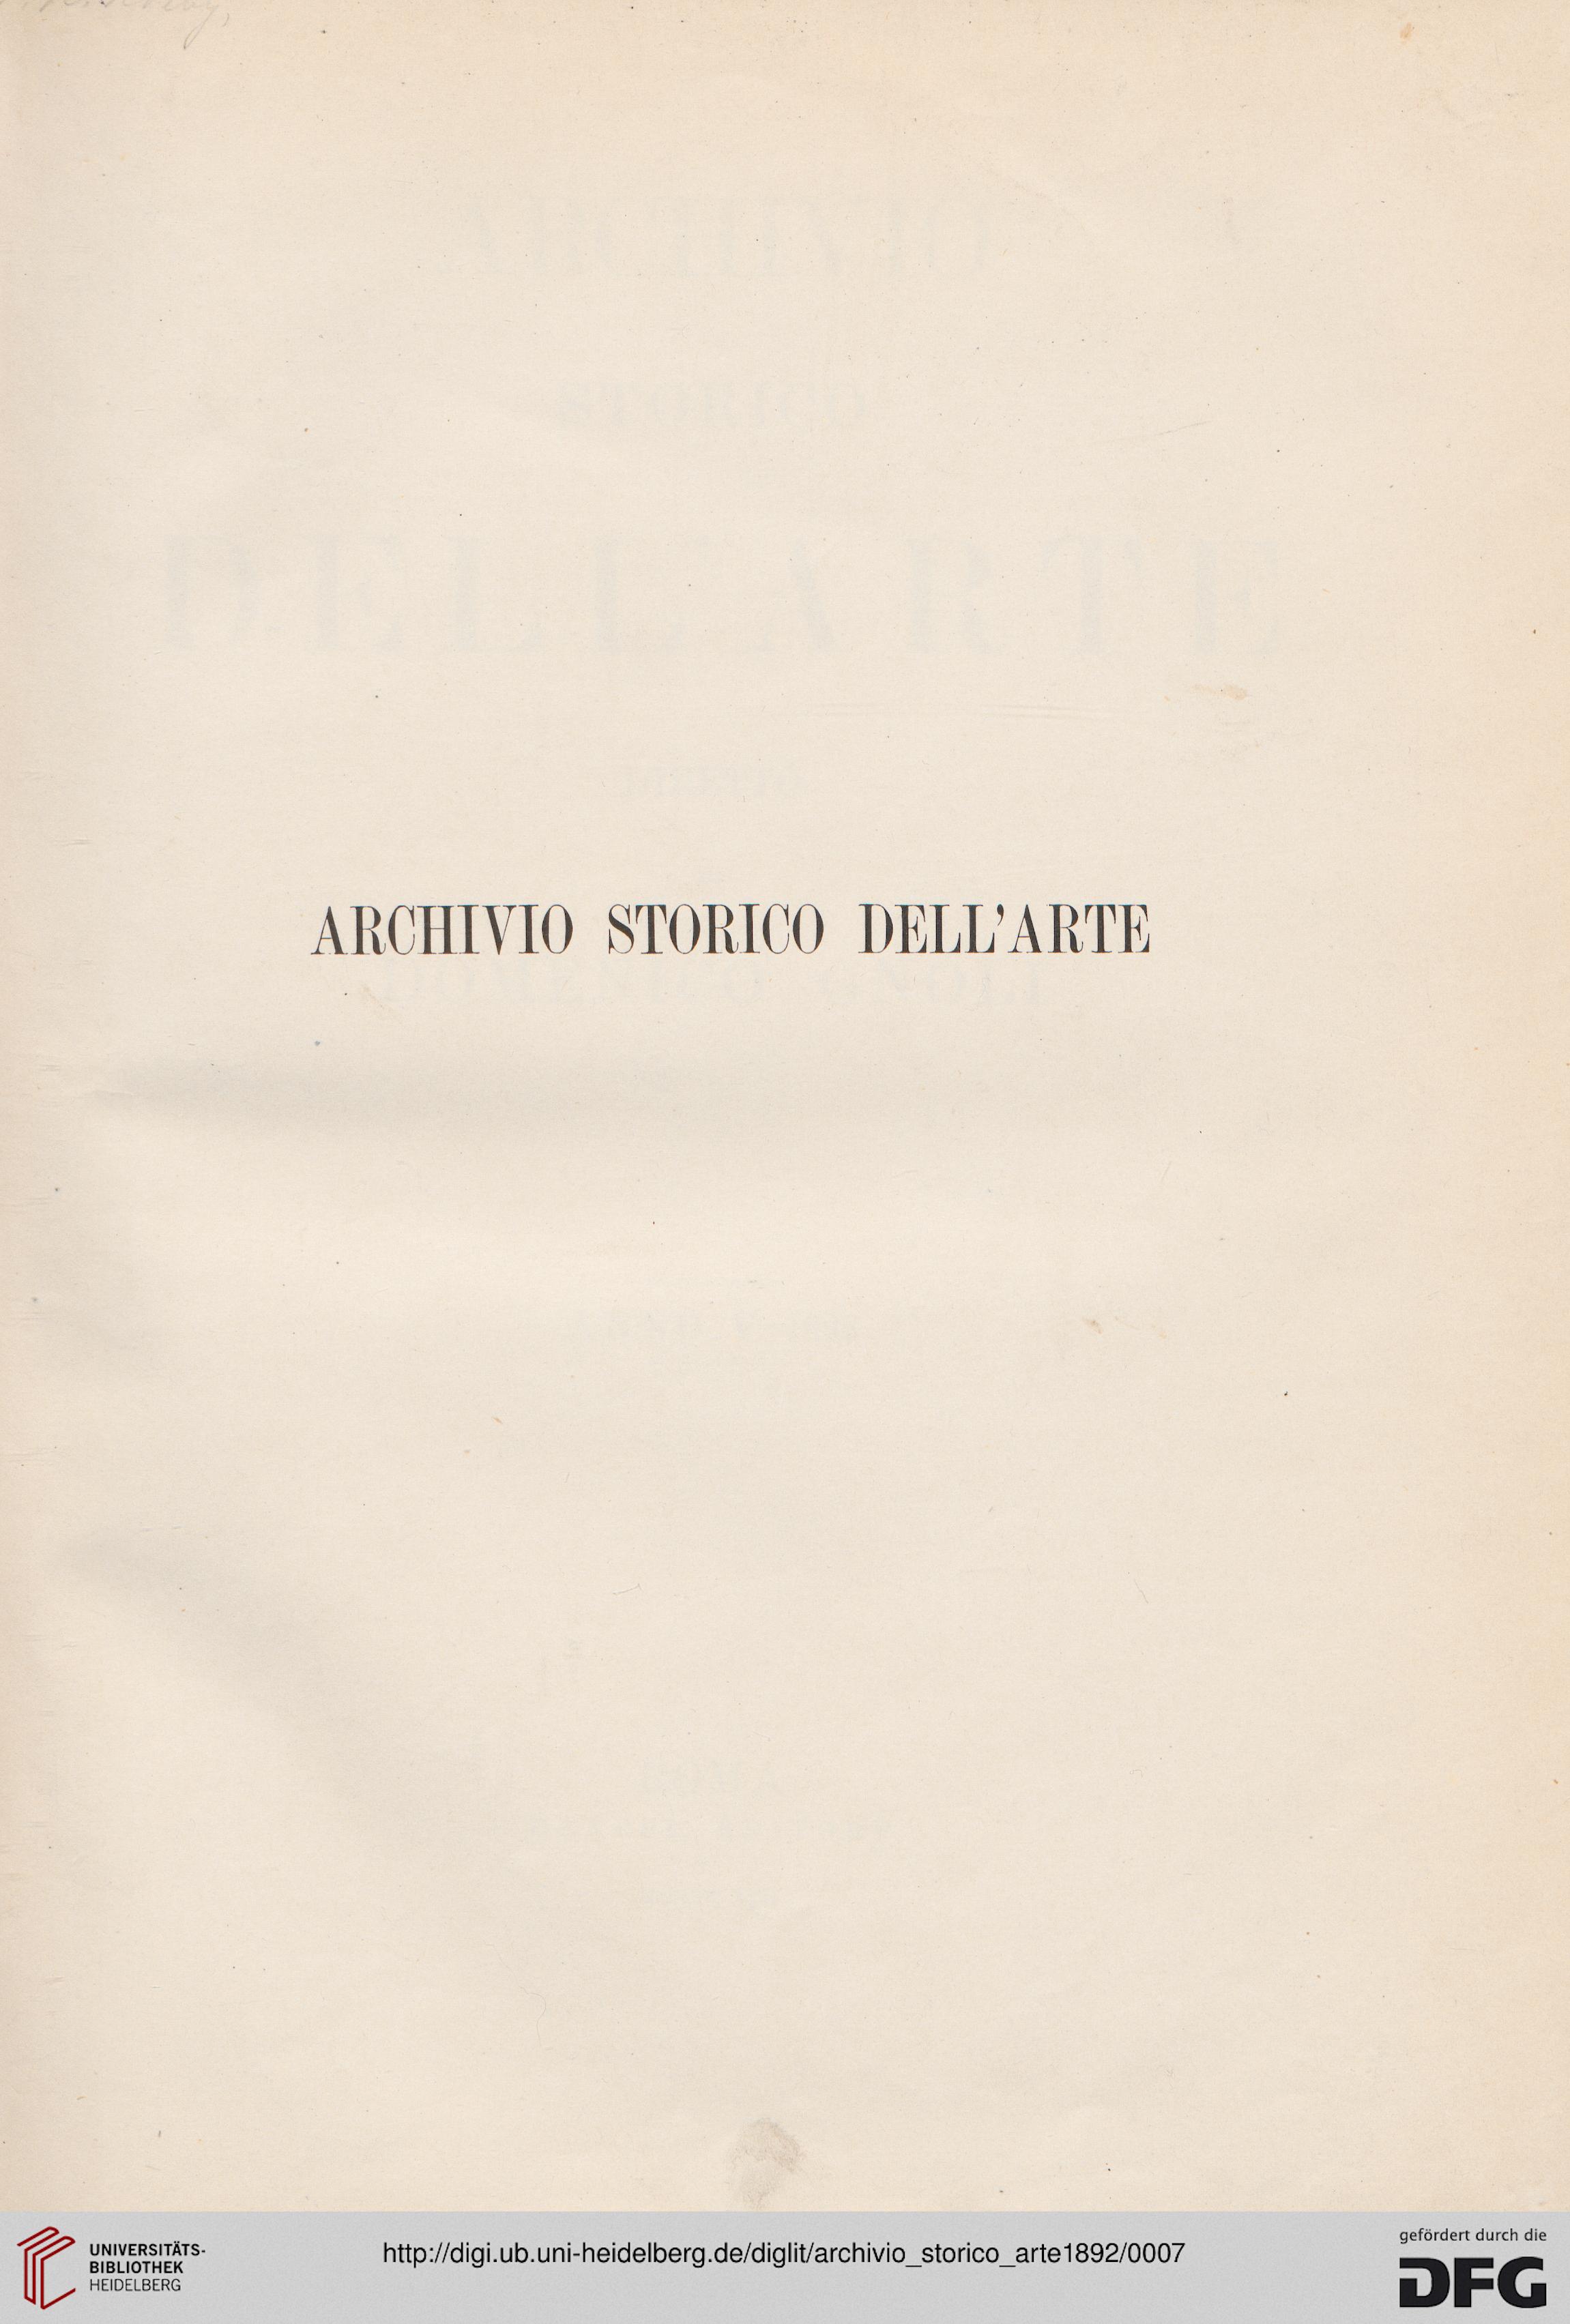 ARCHIVIO STORICO DELL'ARTE
UNIVERSITÄTS-
BIBLIOTHEK
HEIDELBERG
http://digi.ub.uni-heidelberg.de/diglit/archivio_storico_arte1892/0007
gefördert durch die
DFG